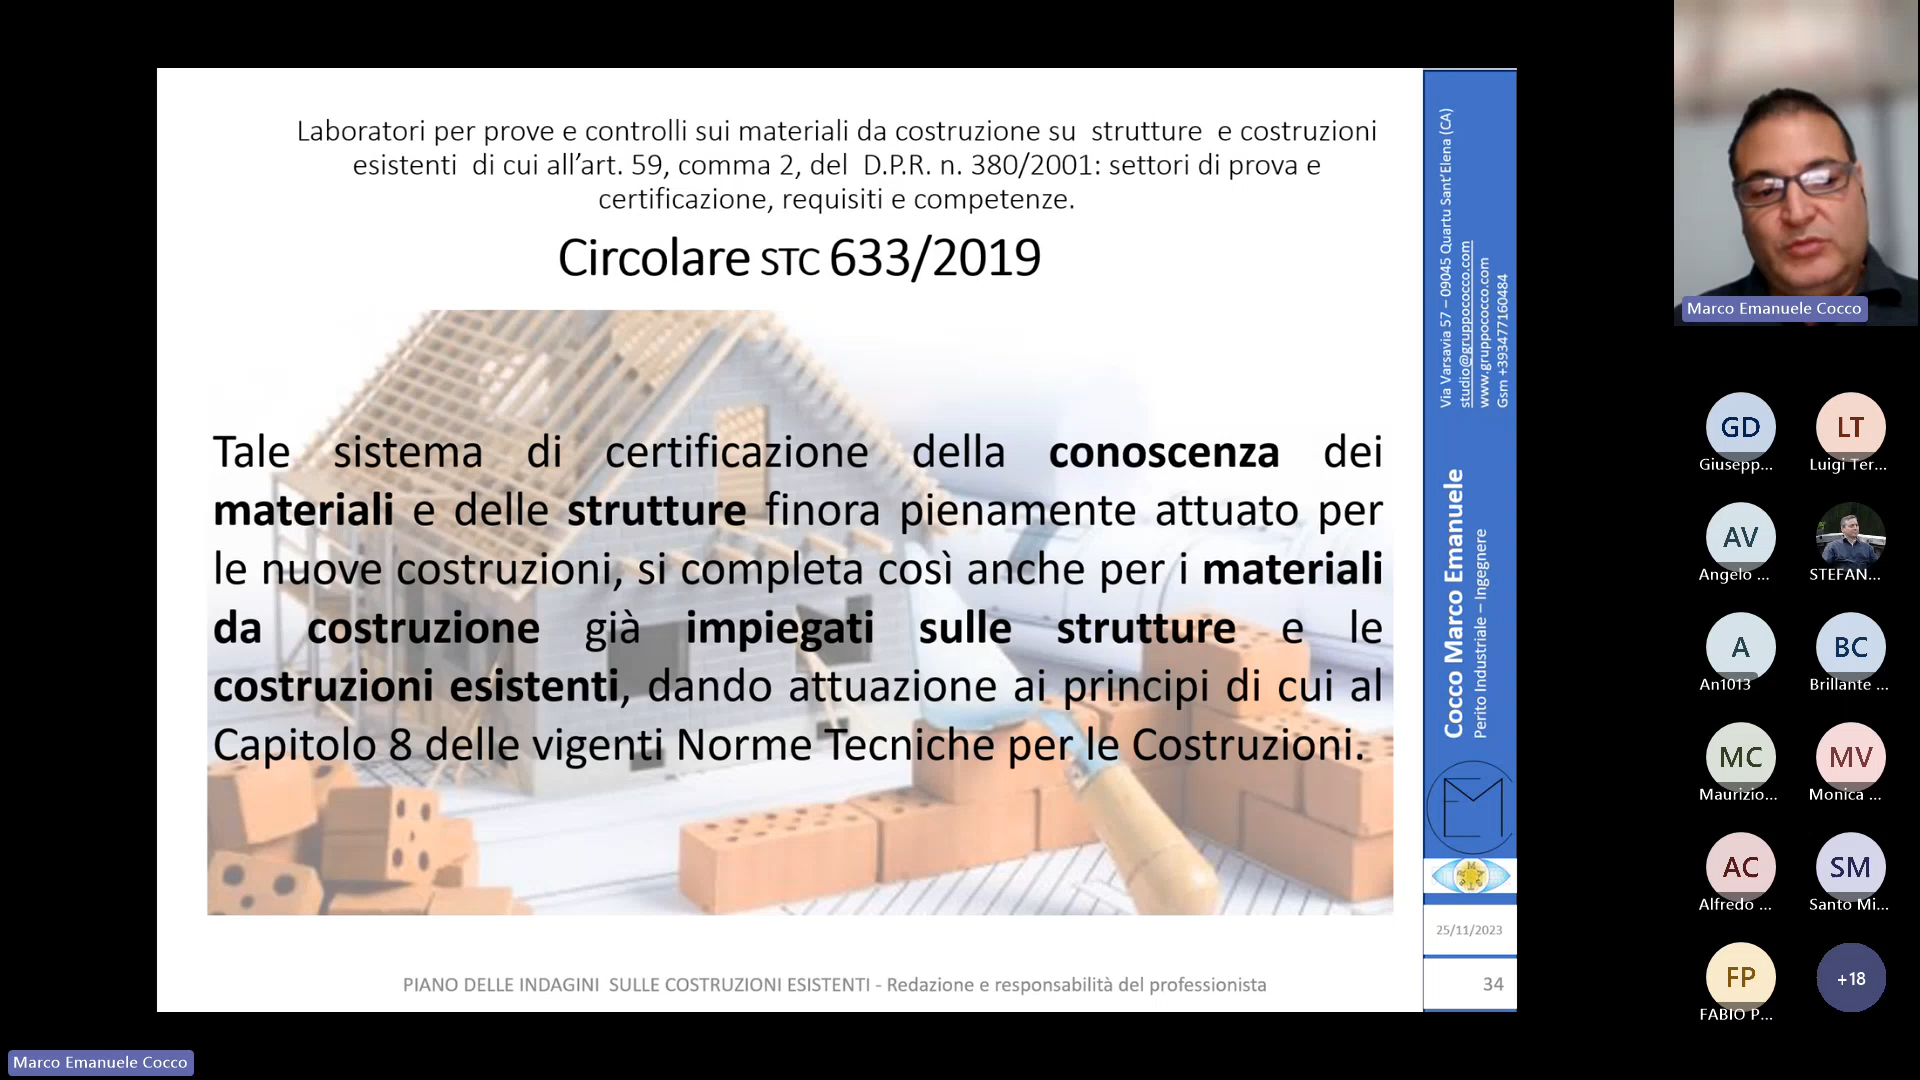 Laboratori per prove e controlli sui materiali da costruzione su strutture e costruzioni
esistenti di cui all’art. 59, comma 2, del D.P.R. n. 380/2001: settori di prova e
certificazione, requisiti e competenze.
Circolare STC 633/2019
Tale sistema di certificazione della conoscenza dei
materiali e delle strutture finora pienamente attuato per
le nuove costruzioni, si completa così anche per i materiali
da costruzione già impiegati sulle strutture e le
costruzioni esistenti, dando attuazione ai principi di cui al
Capitolo 8 delle vigenti Norme Tecniche per le Costruzioni.
PIANO DELLE INDAGINI SULLE COSTRUZIONI ESISTENTI - Redazione e responsabilità del professionista
Via Varsavia 57 – 09045 Quartu Sant’Elena (CA)
studio@gruppococco.com
www.gruppococco.com
Gsm +393477160484
Cocco Marco Emanuele
Perito Industriale – Ingegnere
25/11/2023
34
Marco Emanuele Cocco
GD
Giusepp...
LT
Luigi Ter...
AV
Angelo ...
STEFAN...
A
An1013
BC
Brillante ...
MC
Maurizio...
MV
Monica ...
AC
Alfredo ...
SM
Santo Mi...
FP
FABIO P...
+18
Marco Emanuele Cocco